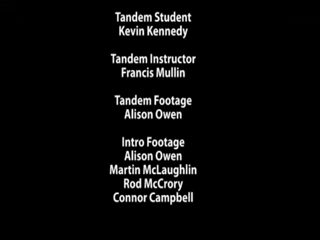 Tandem Student
Kevin Kennedy
Tandem Instructor
Francis Mullin
Tandem Footage
Alison Owen
Intro Footage
Alison Owen
Martin McLaughlin
Rod McCrory
Connor Campbell